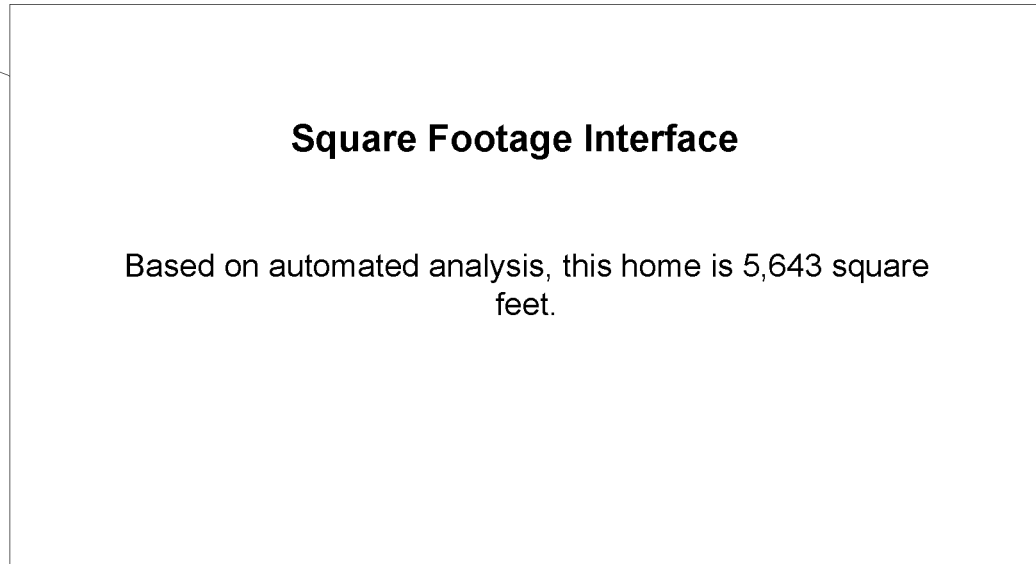 Square Footage Interface
Based on automated analysis, this home is 5,643 square
feet.